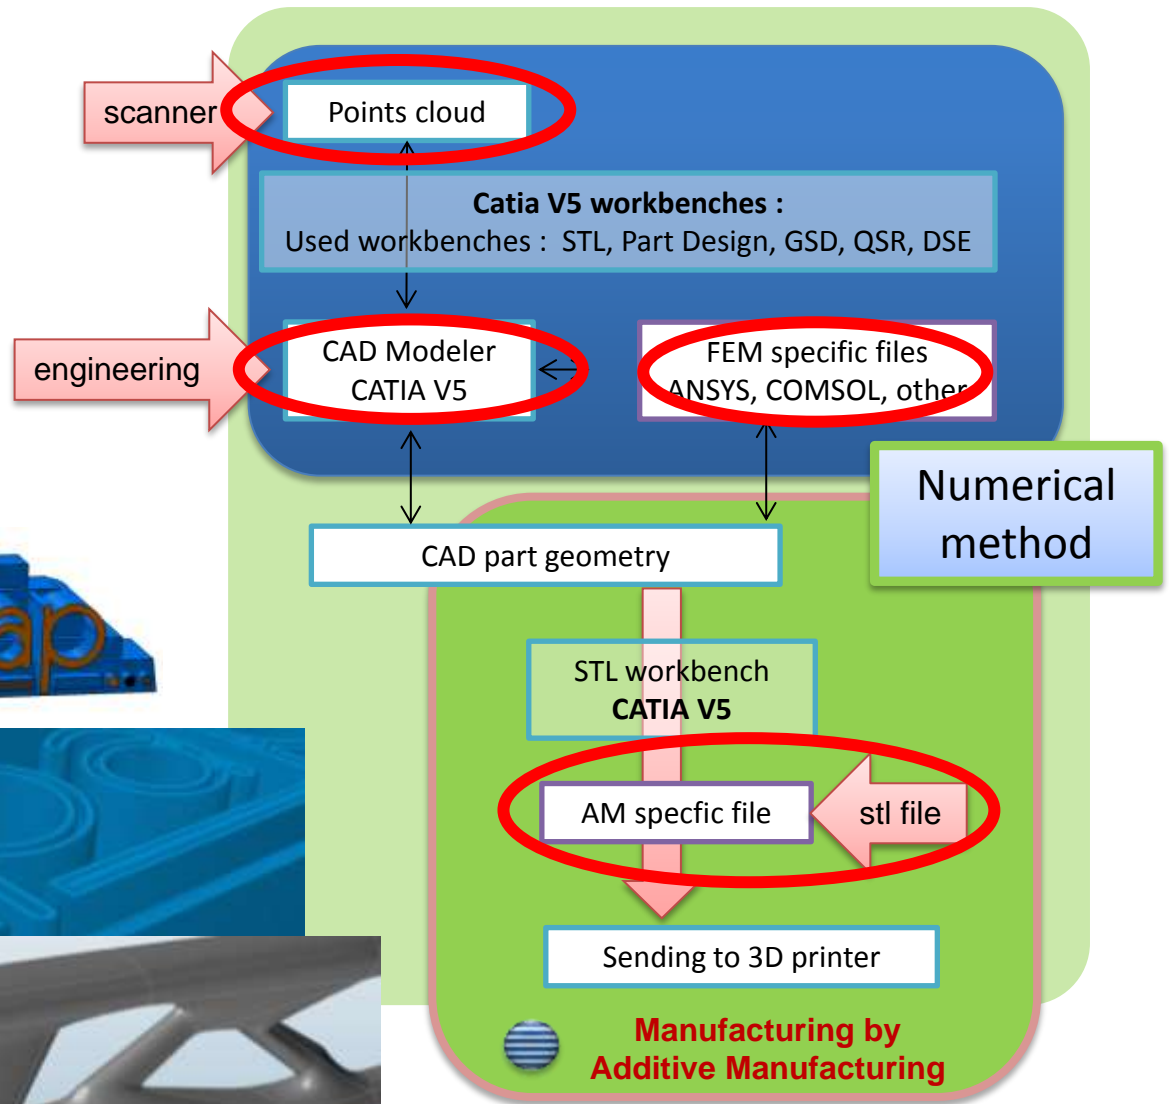 scanner
Points cloud
Catia V5 workbenches :
Used workbenches : STL, Part Design, GSD, QSR, DSE
engineering
CAD Modeler
CATIA V5
FEM specific files
ANSYS, COMSOL, other
Numerical
method
CAD part geometry
ap
STL workbench
CATIA V5
AM specfic file
stl file
Sending to 3D printer
Manufacturing by
Additive Manufacturing